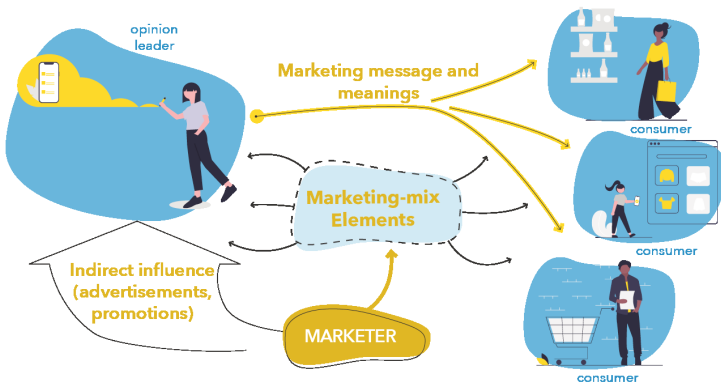 opinion
leader
Marketing message and
meanings
consumer
consumer
Marketing-mix
Elements
Indirect influence
(advertisements,
promotions)
MARKETER
consumer